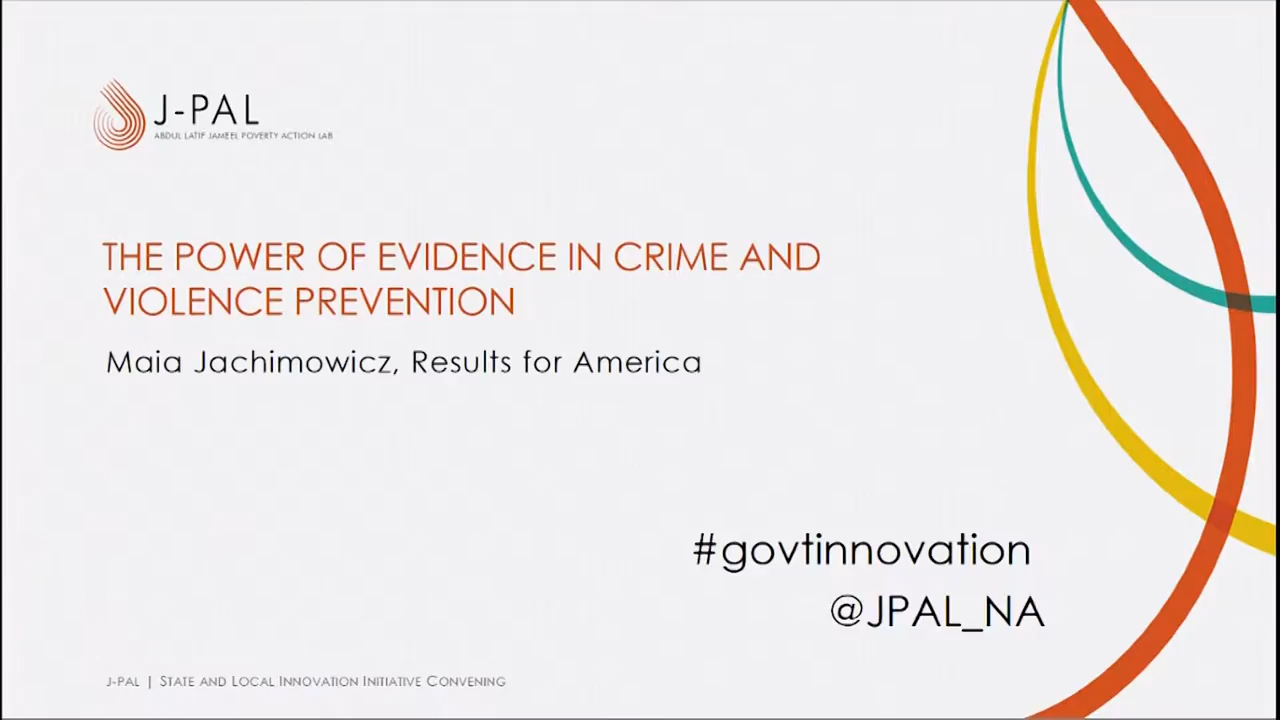 J-PAL
ABDUL LATIF JAMEEL POVERTY ACTION LAB
THE POWER OF EVIDENCE IN CRIME AND
VIOLENCE PREVENTION
Maia Jachimowicz, Results for America
#govtinnovation
@JPAL_NA
J-PAL | STATE AND LOCAL INNOVATION INITIATIVE CONVENING